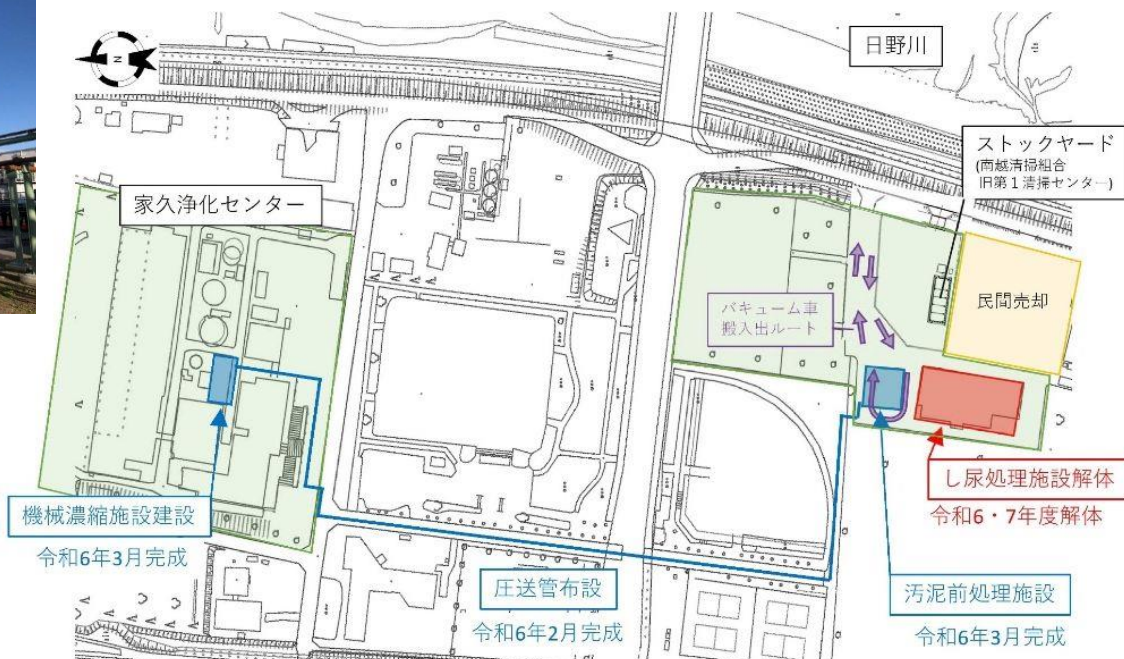 N
日野川
ストックヤード
(南越清掃組合
旧第1清掃センター)
家久浄化センター
民間売却
バキューム車
搬入出ルート
し尿処理施設解体
令和6・7年度解体
機械濃縮施設建設
令和6年3月完成
圧送管布設
令和6年2月完成
汚泥前処理施設
令和6年3月完成